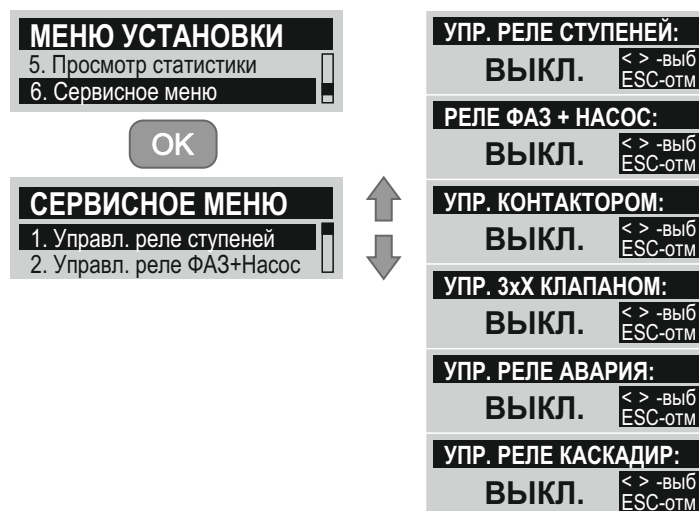 МЕНЮ УСТАНОВКИ
5. Просмотр статистики
6. Сервисное меню
OK
СЕРВИСНОЕ МЕНЮ
1. Управл. реле ступеней
2. Управл. реле ФАЗ+Насос
УПР. РЕЛЕ СТУПЕНЕЙ:
ВЫКЛ.
< > -выб
ESC-отм
РЕЛЕ ФАЗ + НАСОС:
ВЫКЛ.
< > -выб
ESC-отм
УПР. КОНТАКТОРОМ:
ВЫКЛ.
< > -выб
ESC-отм
УПР. 3хХ КЛАПАНОМ:
ВЫКЛ.
< > -выб
ESC-отм
УПР. РЕЛЕ АВАРИЯ:
ВЫКЛ.
< > -выб
ESC-отм
УПР. РЕЛЕ КАСКАДИР:
ВЫКЛ.
< > -выб
ESC-отм